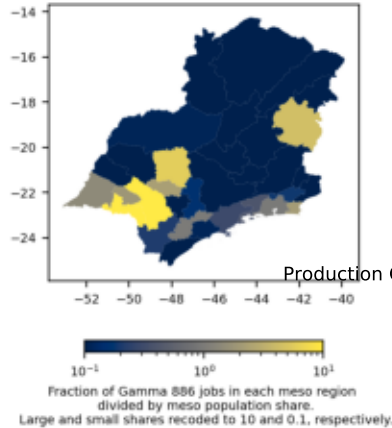 −14
−16
−18
−20
−22
−24
−52 −50 −48 −46 −44 −42 −40
Production
10⁻¹ 10⁰ 10¹
Fraction of Gamma 886 jobs in each meso region
divided by meso population share.
Large and small shares recoded to 10 and 0.1, respectively